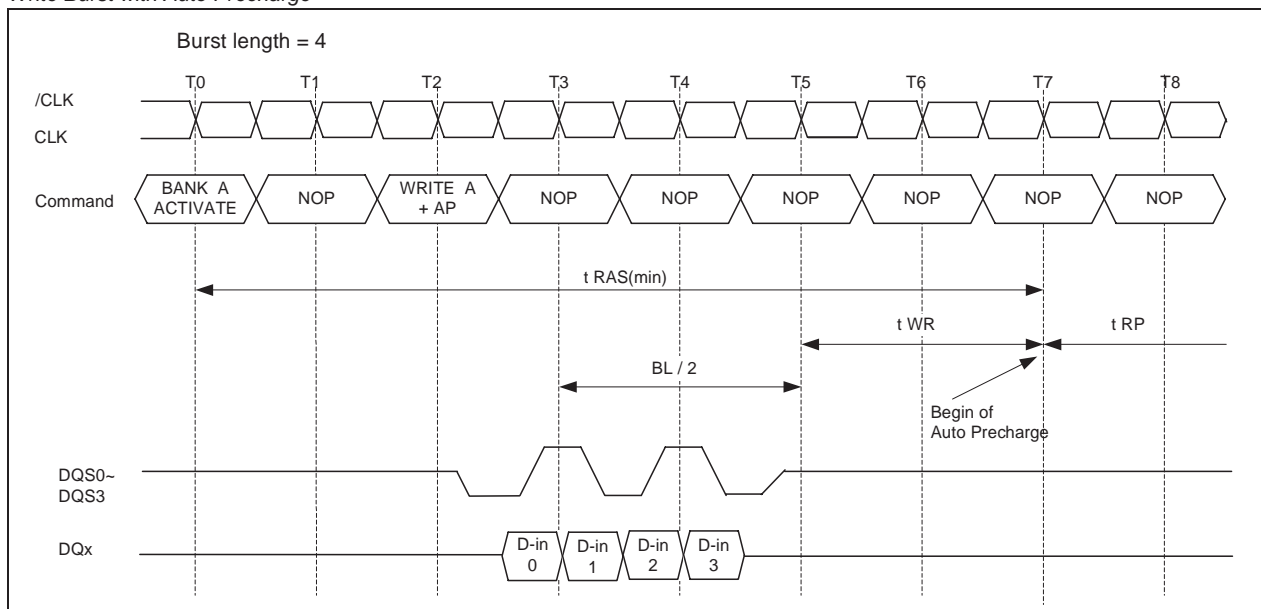 Write Burst with Auto Precharge
Burst length = 4
T0 T1 T2 T3 T4 T5 T6 T7 T8
/CLK
CLK
Command
BANK A
ACTIVATE
NOP
WRITE A
+ AP
NOP
NOP
NOP
NOP
NOP
NOP
t RAS(min)
t WR
t RP
BL / 2
Begin of
Auto Precharge
DQS0~
DQS3
DQx
D-in
0
D-in
1
D-in
2
D-in
3